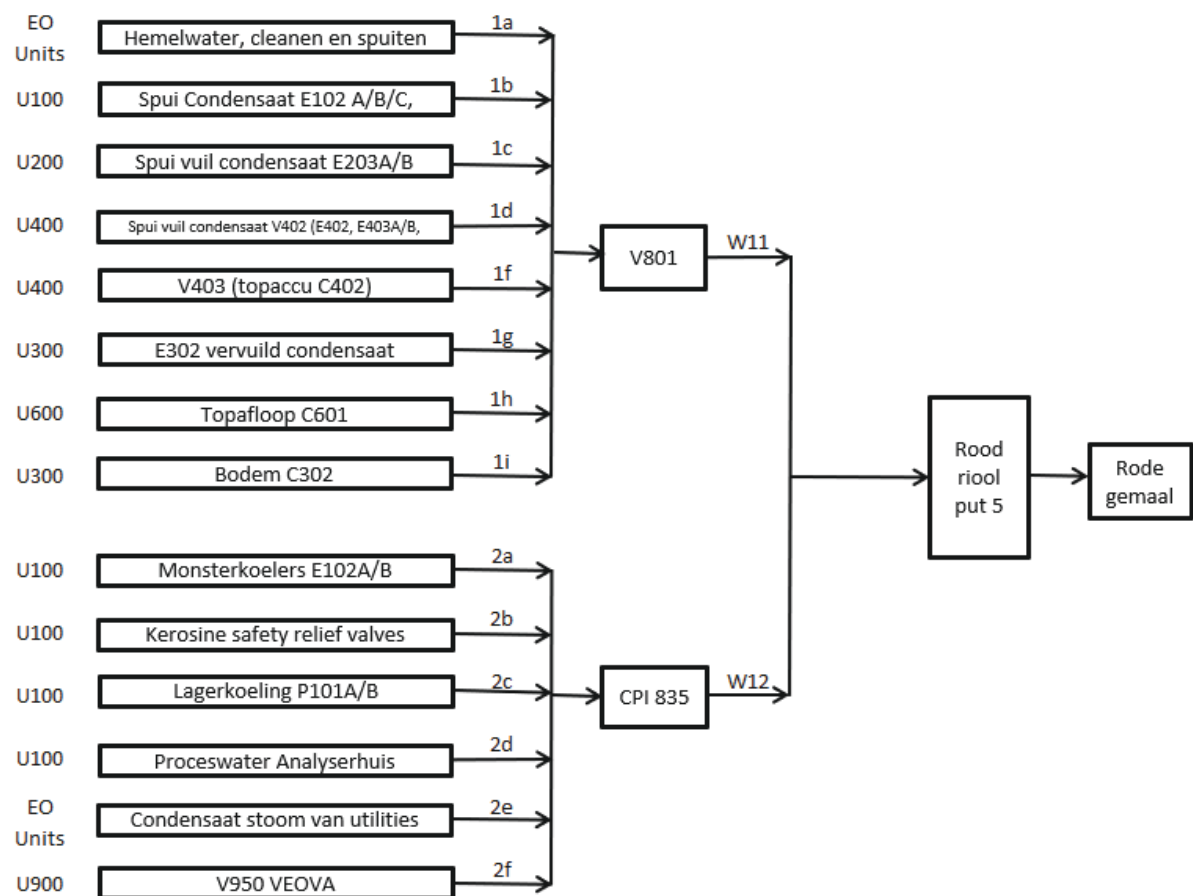 EO
Units
Hemelwater, cleanen en spuiten
1a
U100
Spui Condensaat E102 A/B/C,
1b
U200
Spui vuil condensaat E203A/B
1c
U400
Spui vuil condensaat V402 (E402, E403A/B,
1d
U400
V403 (topaccu C402)
1f
U300
E302 vervuild condensaat
1g
U600
Topafloop C601
1h
U300
Bodem C302
1i
V801
W11
U100
Monsterkoelers E102A/B
2a
U100
Kerosine safety relief valves
2b
U100
Lagerkoeling P101A/B
2c
U100
Proceswater Analyserhuis
2d
EO
Units
Condensaat stoom van utilities
2e
U900
V950 VEOVA
2f
CPI 835
W12
Rood
riool
put 5
Rode
gemaal